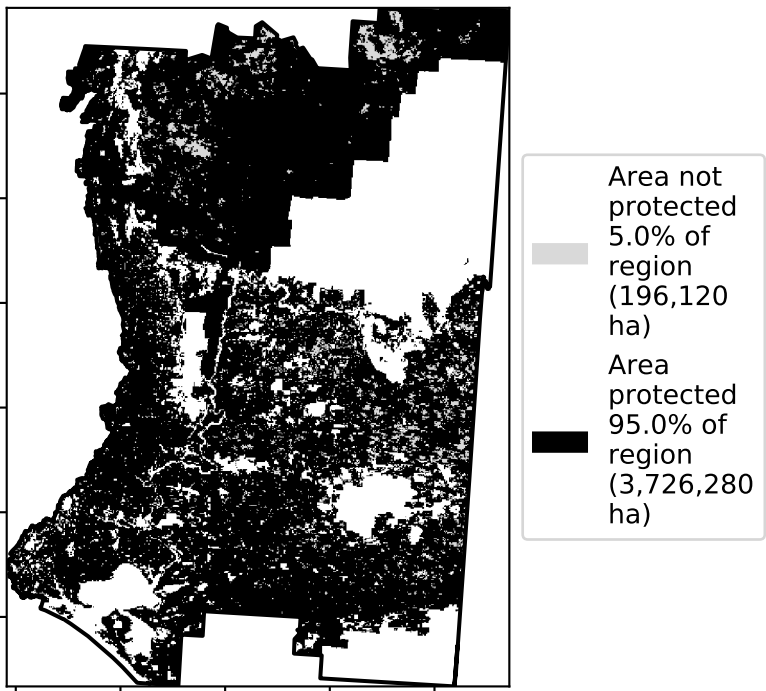 Area not
protected
5.0% of
region
(196,120
ha)
Area
protected
95.0% of
region
(3,726,280
ha)